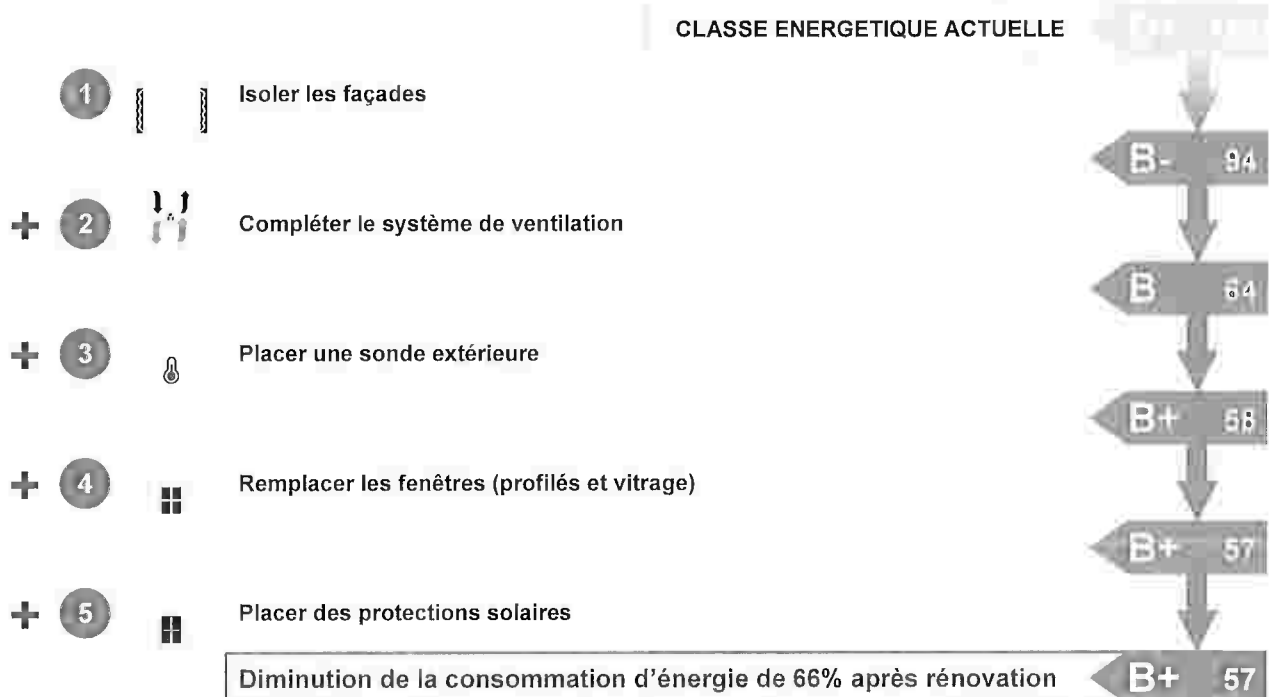 CLASSE ENERGETIQUE ACTUELLE
1 Isoler les façades
B- 94
+ 2 Compléter le système de ventilation
B
+ 3 Placer une sonde extérieure
B+ 58
+ 4 Remplacer les fenêtres (profilés et vitrage)
B+ 57
+ 5 Placer des protections solaires
Diminution de la consommation d'énergie de 66% après rénovation B+ 57